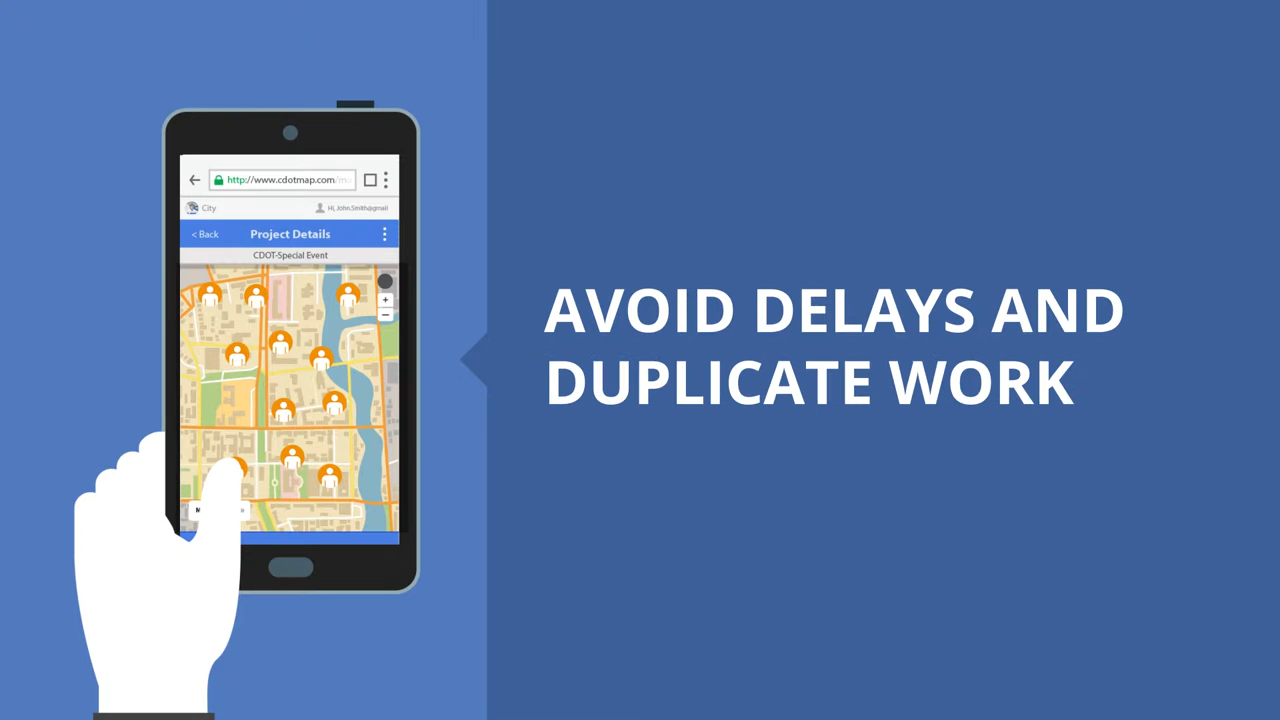 http://www.cdotmap.com/m
City
Hi, John.Smith@gmail
< Back
Project Details
CDOT-Special Event
+
−
M
AVOID DELAYS AND
DUPLICATE WORK